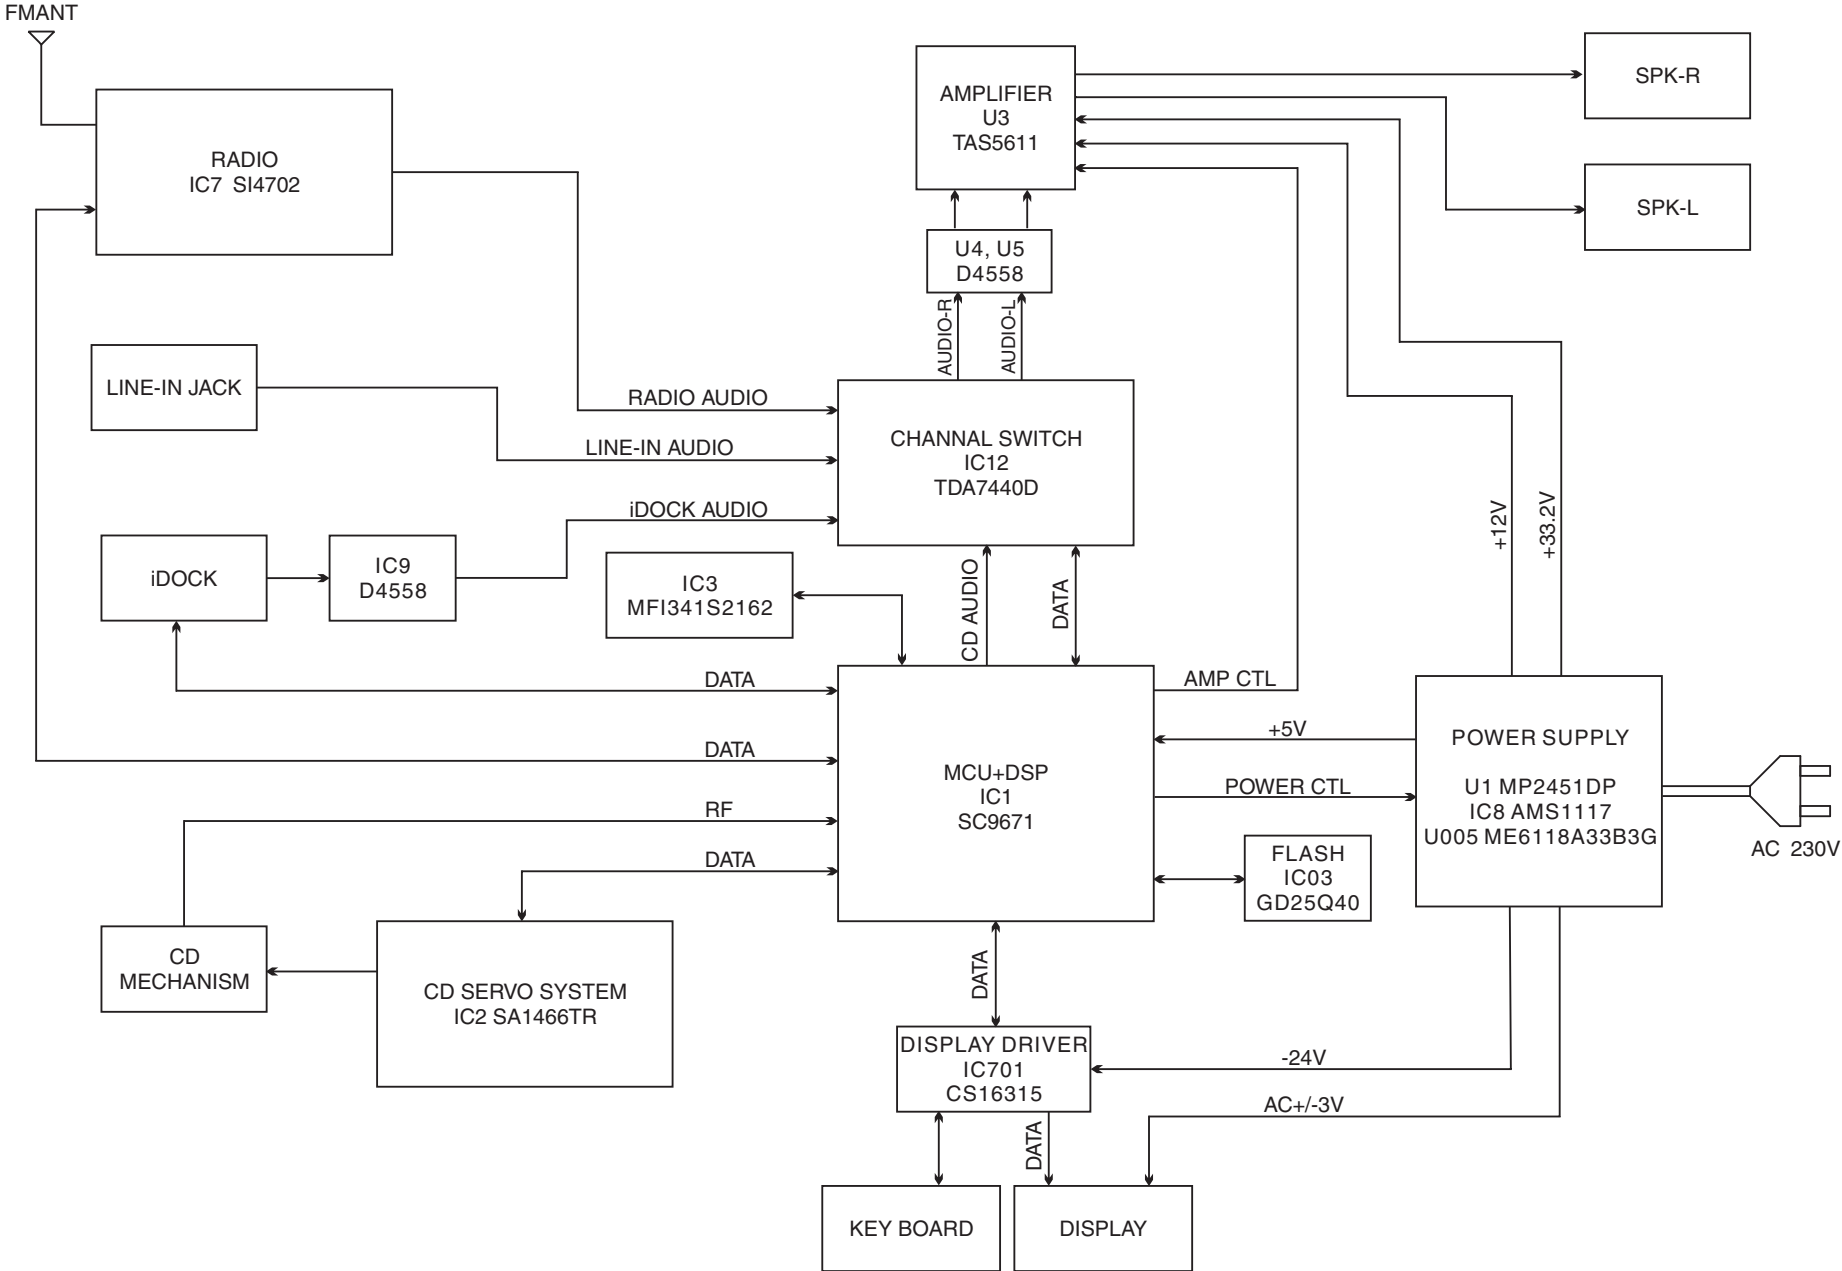 FMANT
RADIO
IC7 SI4702
AMPLIFIER
U3
TAS5611
SPK-R
SPK-L
U4, U5
D4558
AUDIO-R
AUDIO-L
LINE-IN JACK
RADIO AUDIO
LINE-IN AUDIO
iDOCK AUDIO
CHANNAL SWITCH
IC12
TDA7440D
+12V
+33.2V
iDOCK
IC9
D4558
IC3
MFI341S2162
CD AUDIO
DATA
DATA
AMP CTL
DATA
+5V
POWER SUPPLY
U1 MP2451DP
IC8 AMS1117
U005 ME6118A33B3G
AC 230V
MCU+DSP
IC1
SC9671
POWER CTL
RF
DATA
FLASH
IC03
GD25Q40
CD
MECHANISM
CD SERVO SYSTEM
IC2 SA1466TR
DATA
DISPLAY DRIVER
IC701
CS16315
-24V
AC+/-3V
DATA
KEY BOARD
DISPLAY